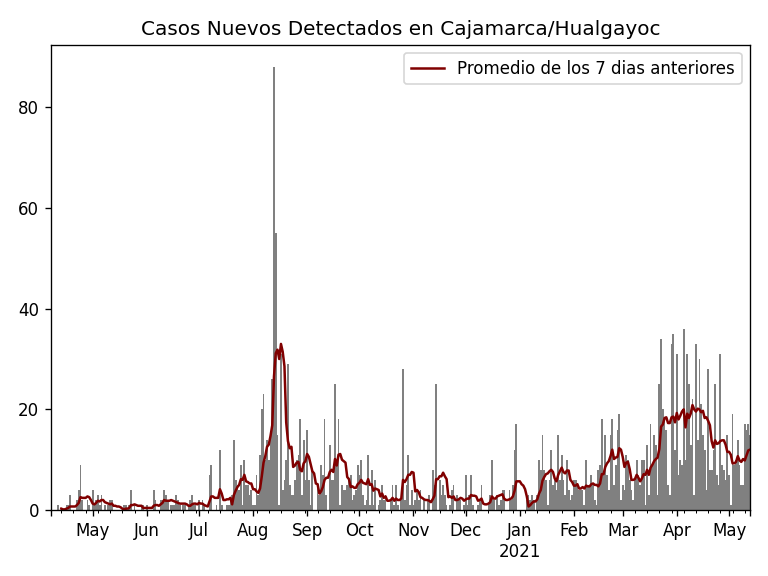 Casos Nuevos Detectados en Cajamarca/Hualgayoc
Promedio de los 7 dias anteriores
80
60
40
20
0
May Jun Jul Aug Sep Oct Nov Dec Jan Feb Mar Apr May
2021